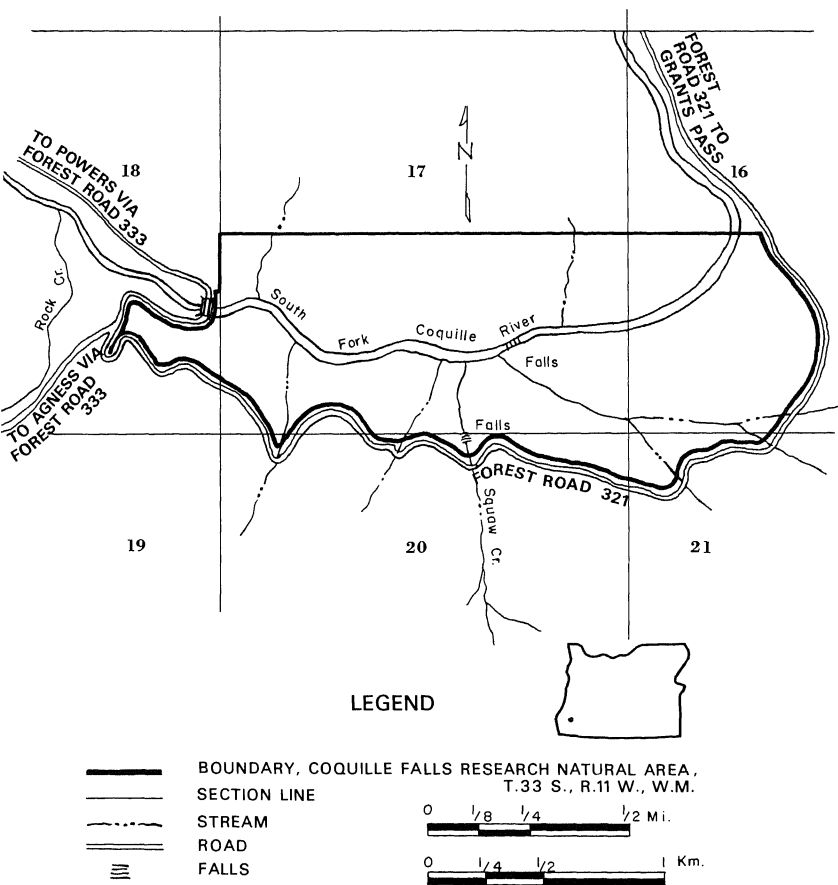 FOREST
ROAD 321 TO
GRANTS PASS
TO POWERS VIA
FOREST ROAD 333
18
17
16
N
Rock Cr.
South
Fork
Coquille
River
Falls
TO AGNESS VIA
FOREST ROAD
333
Falls
FOREST ROAD 321
Squaw Cr.
19
20
21
LEGEND
BOUNDARY, COQUILLE FALLS RESEARCH NATURAL AREA,
T.33 S., R.11 W., W.M.
SECTION LINE
STREAM
ROAD
FALLS
0 1/8 1/4 1/2 Mi.
0 1/4 1/2 1 Km.